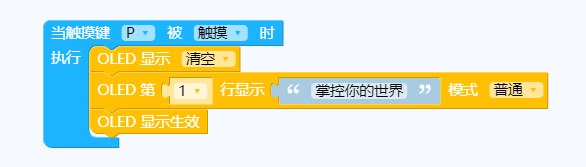 当触摸键 P 被 触摸 时
执行 OLED 显示 清空
OLED 第 1 行显示 “ 掌控你的世界 ” 模式 普通
OLED 显示生效